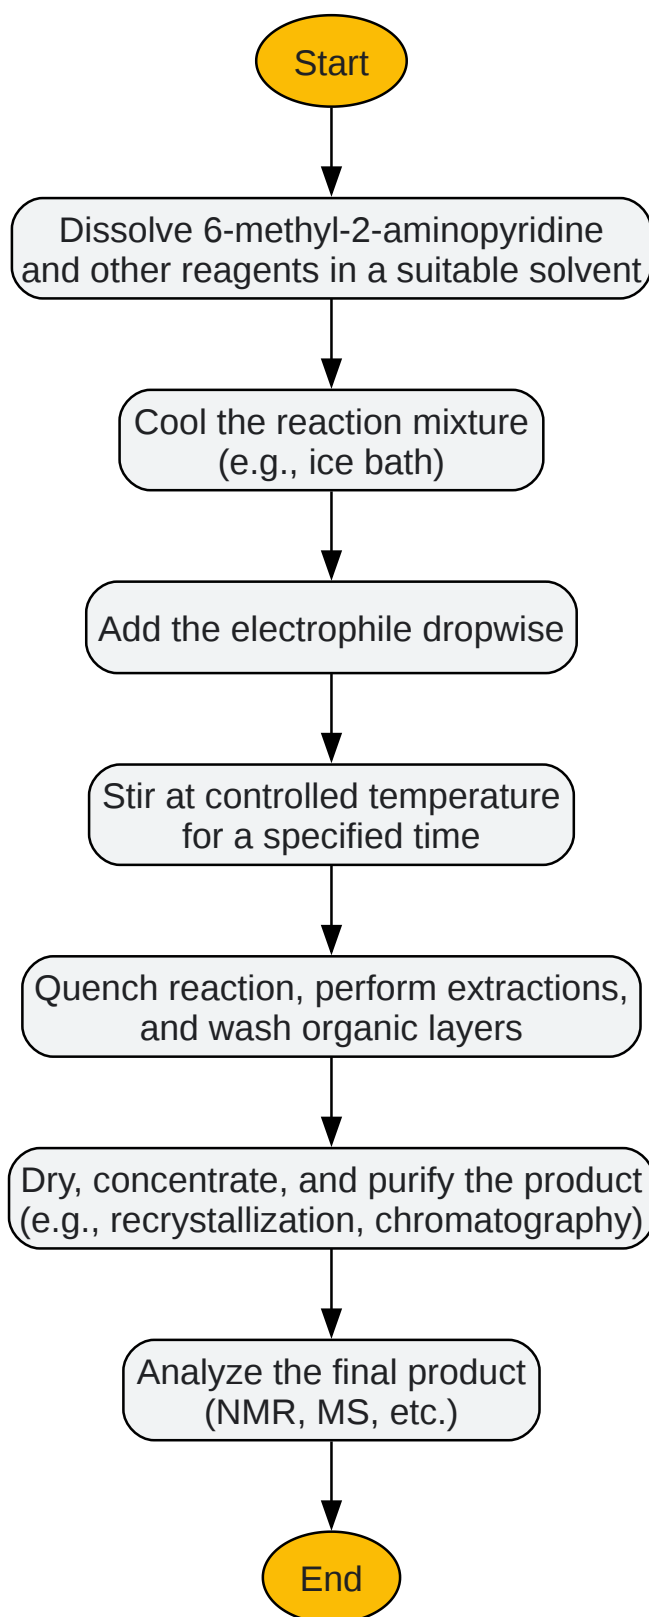 Start
Dissolve 6-methyl-2-aminopyridine
and other reagents in a suitable solvent
Cool the reaction mixture
(e.g., ice bath)
Add the electrophile dropwise
Stir at controlled temperature
for a specified time
Quench reaction, perform extractions,
and wash organic layers
Dry, concentrate, and purify the product
(e.g., recrystallization, chromatography)
Analyze the final product
(NMR, MS, etc.)
End